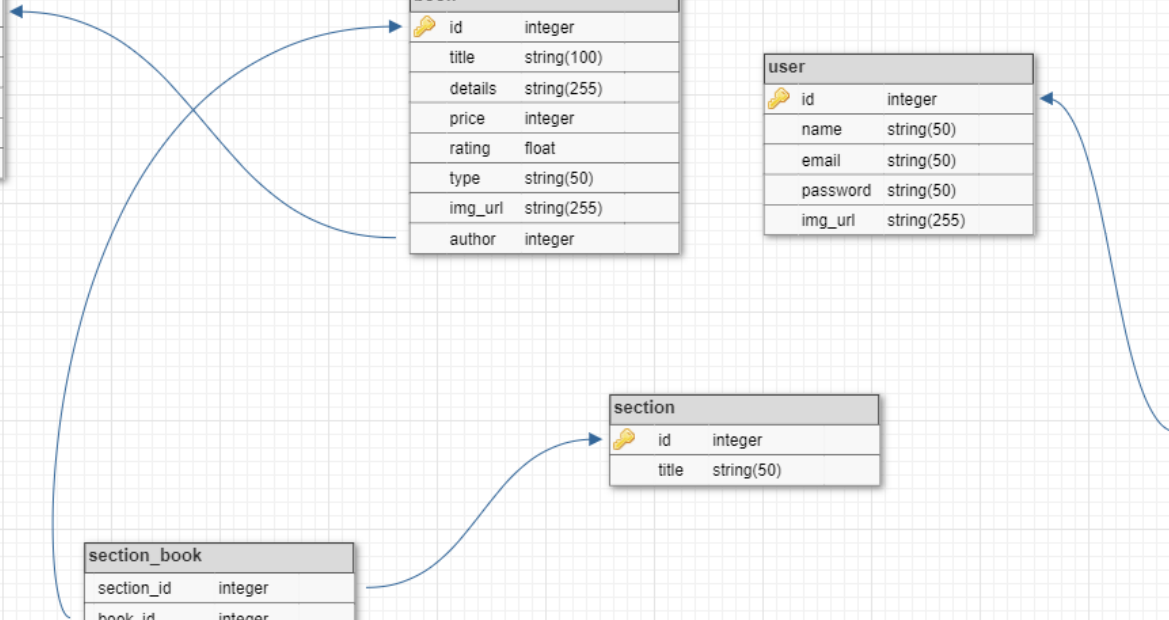 id integer
title string(100)
details string(255)
price integer
rating float
type string(50)
img_url string(255)
author integer
user
id integer
name string(50)
email string(50)
password string(50)
img_url string(255)
section
id integer
title string(50)
section_book
section_id integer
book_id integer